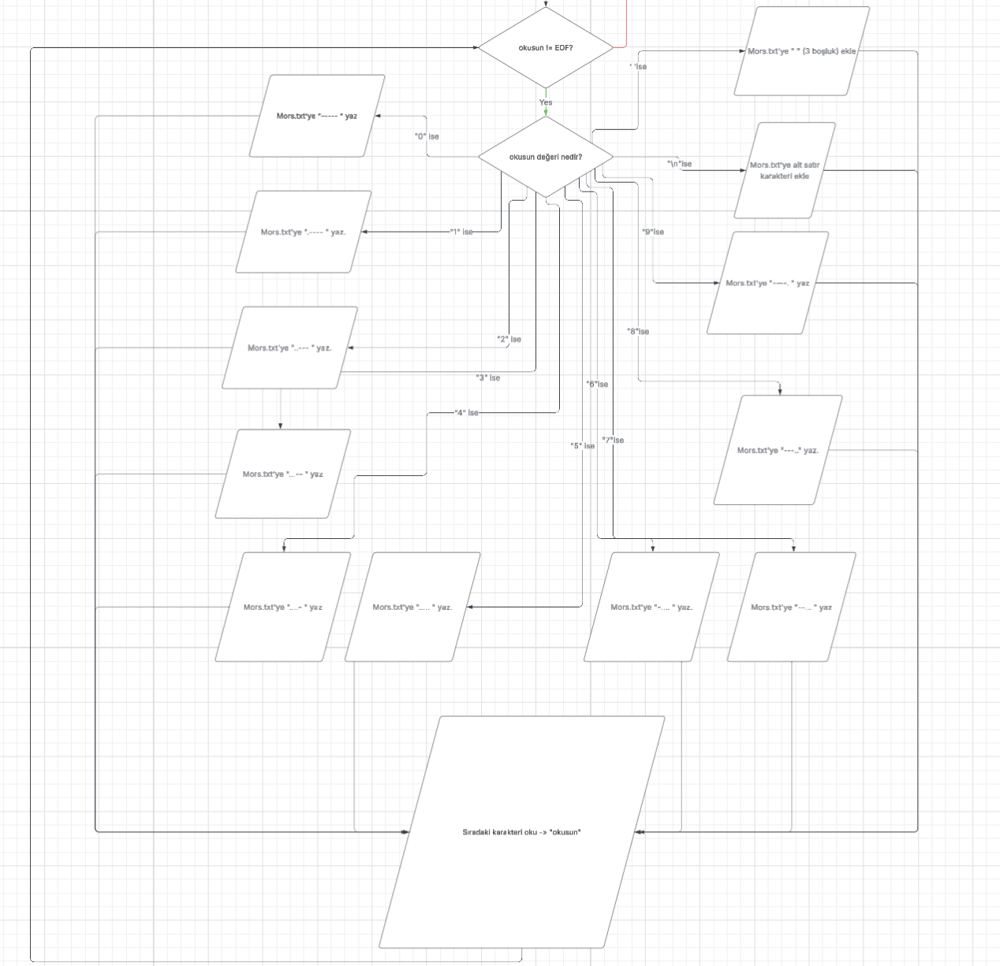 okusun != EOF?
Mors.txt'ye " " (3 boşluk) ekle
' 'ise
Yes
Mors.txt'ye "----- " yaz
"0" ise
okusun değeri nedir?
"\n"ise
Mors.txt'ye alt satır
karakteri ekle
Mors.txt'ye ".---- " yaz.
"1" ise
"9"ise
Mors.txt'ye "----. " yaz
"2" ise
"8"ise
Mors.txt'ye "..--- " yaz.
"3" ise
"6"ise
"4" ise
"5" ise
"7"ise
Mors.txt'ye "---.." yaz.
Mors.txt'ye "...-- " yaz
Mors.txt'ye "....- " yaz
Mors.txt'ye "..... " yaz.
Mors.txt'ye "-.... " yaz.
Mors.txt'ye "--... " yaz
Sıradaki karakteri oku -> "okusun"